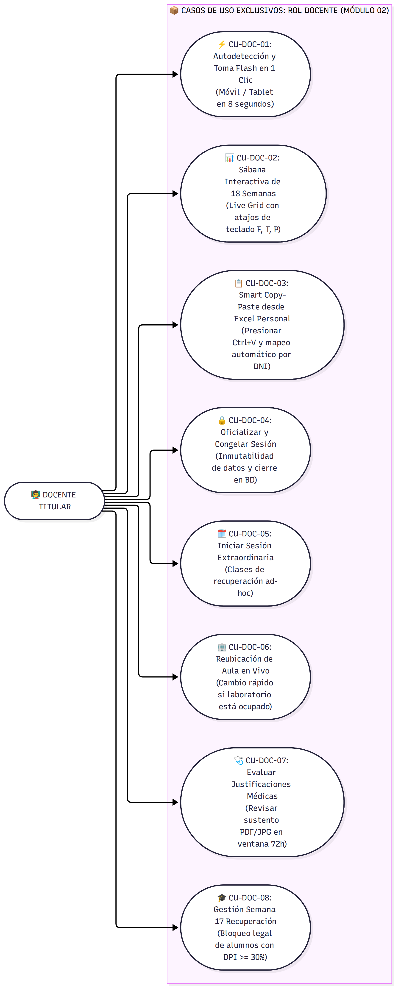 📦 CASOS DE USO EXCLUSIVOS: ROL DOCENTE (MÓDULO 02)
⚡ CU-DOC-01:
Autodetección y
Toma Flash en 1
Clic
(Móvil / Tablet
en 8 segundos)
📊 CU-DOC-02:
Sábana
Interactiva de
18 Semanas
(Live Grid con
atajos de
teclado F, T, P)
📋 CU-DOC-03:
Smart Copy-
Paste desde
Excel Personal
(Presionar
Ctrl+V y mapeo
automático por
DNI)
🔒 CU-DOC-04:
Oficializar y
Congelar Sesión
(Inmutabilidad
de datos y cierre
en BD)
👨‍🏫 DOCENTE
TITULAR
🗓️ CU-DOC-05:
Iniciar Sesión
Extraordinaria
(Clases de
recuperación ad-
hoc)
🏢 CU-DOC-06:
Reubicación de
Aula en Vivo
(Cambio rápido
si laboratorio
está ocupado)
🩺 CU-DOC-07:
Evaluar
Justificaciones
Médicas
(Revisar
sustento
PDF/JPG en
ventana 72h)
🎓 CU-DOC-08:
Gestión Semana
17 Recuperación
(Bloqueo legal
de alumnos con
DPI >= 30%)